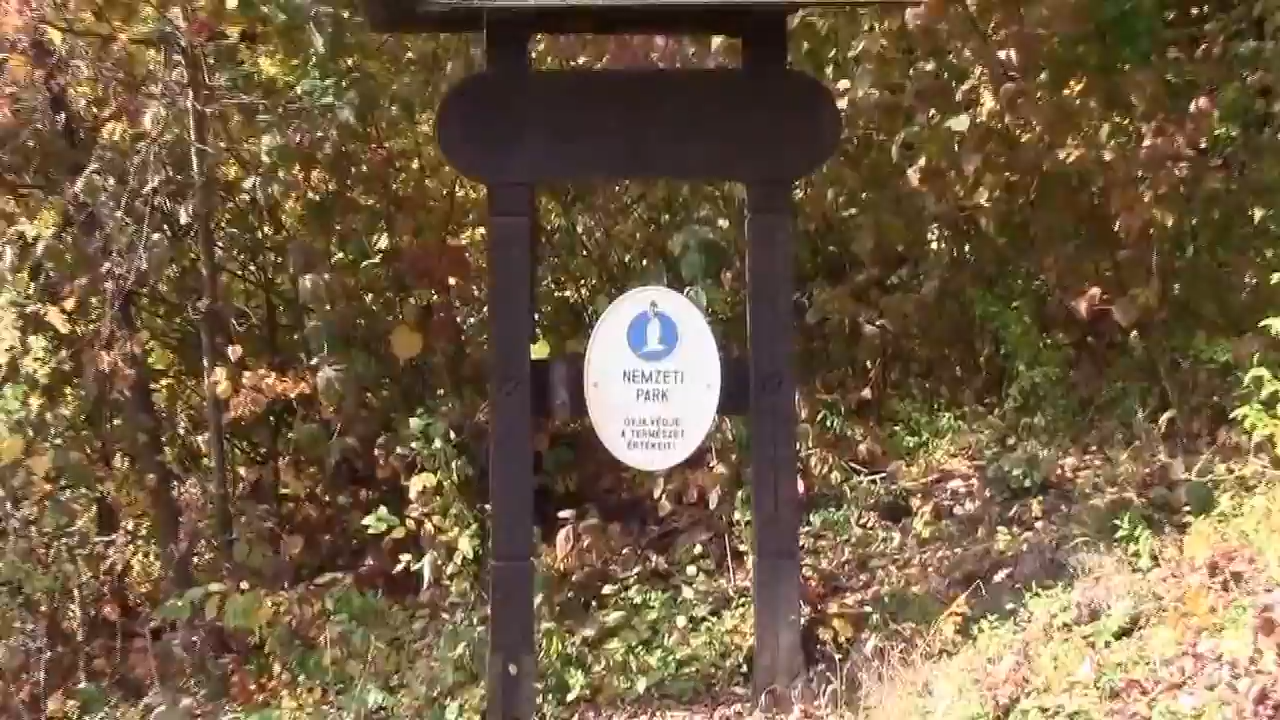 NEMZETI
PARK
ÓVJA, VÉDJE
A TERMÉSZET
ÉRTÉKEIT!